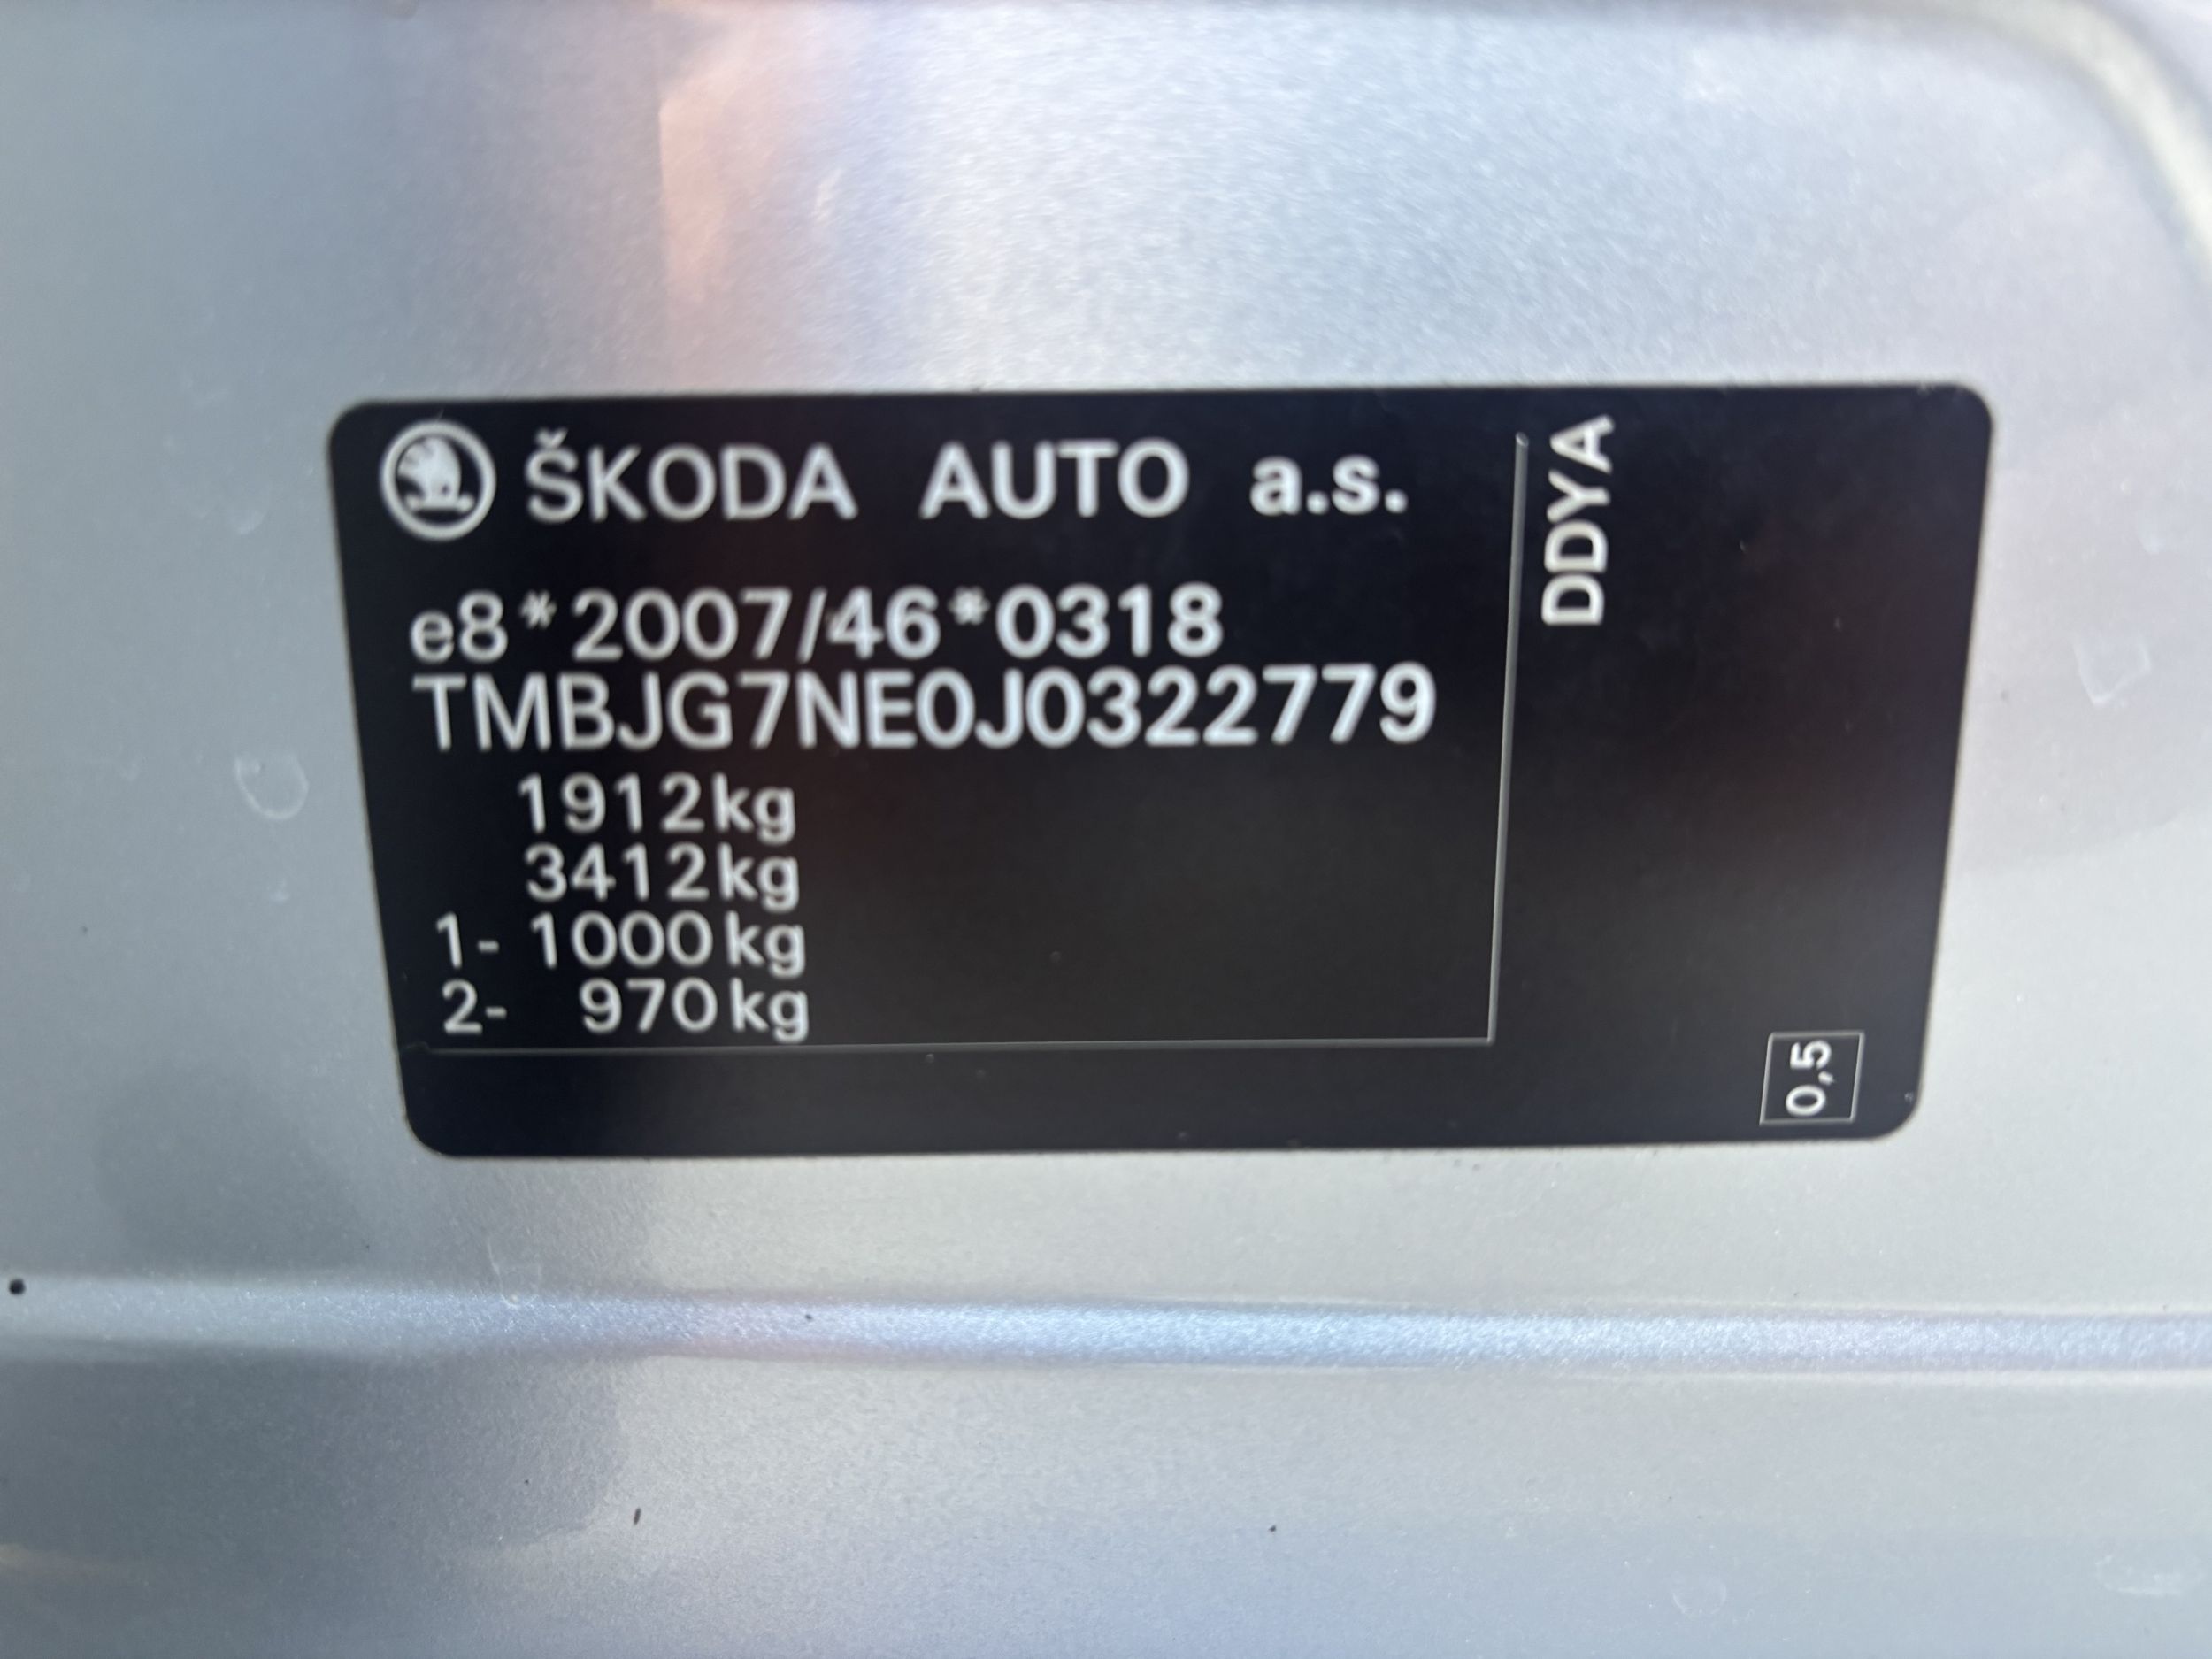 ŠKODA AUTO a.s.
e8*2007/46*0318
TMBJG7NE0J0322779
1912kg
3412kg
1- 1000kg
2- 970kg
DDYA
0,5